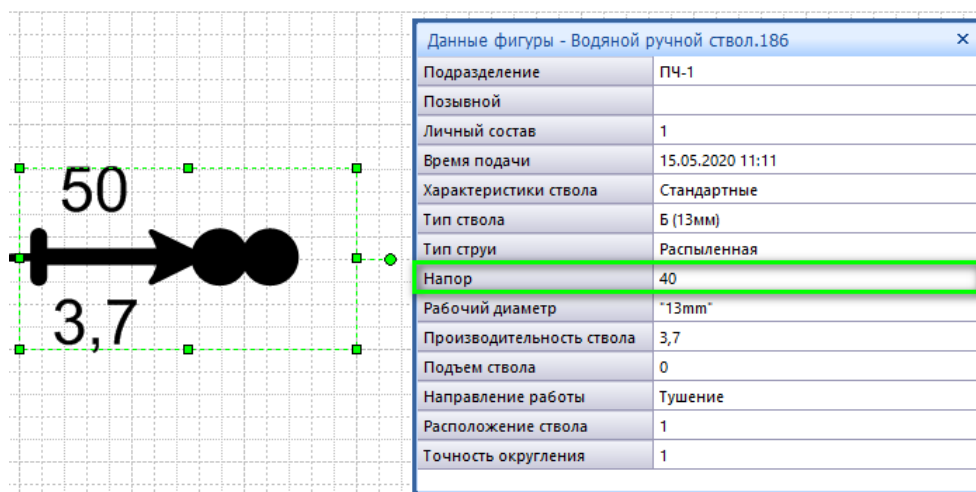 50
3,7
Данные фигуры - Водяной ручной ствол.186
Подразделение ПЧ-1
Позывной
Личный состав 1
Время подачи 15.05.2020 11:11
Характеристики ствола Стандартные
Тип ствола Б (13мм)
Тип струи Распыленная
Напор 40
Рабочий диаметр "13mm"
Производительность ствола 3,7
Подъем ствола 0
Направление работы Тушение
Расположение ствола 1
Точность округления 1